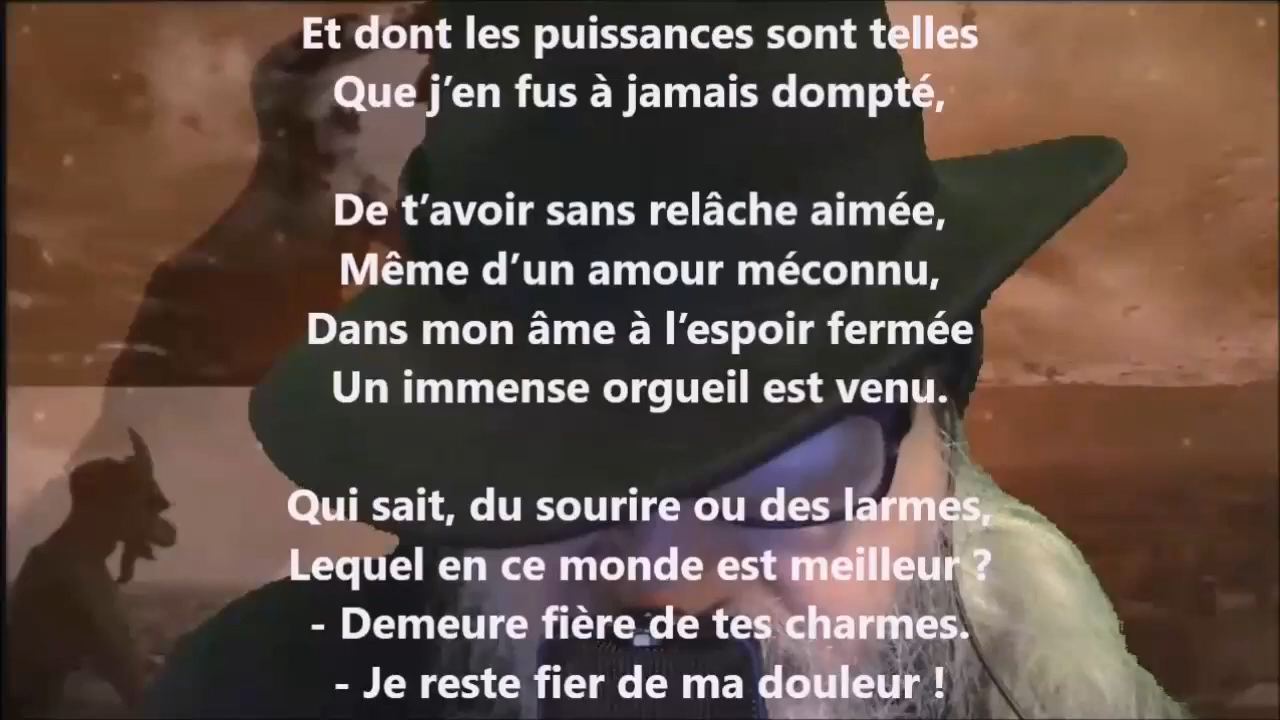 Et dont les puissances sont telles
Que j’en fus à jamais dompté,
De t’avoir sans relâche aimée,
Même d’un amour méconnu,
Dans mon âme à l’espoir fermée
Un immense orgueil est venu.
Qui sait, du sourire ou des larmes,
Lequel en ce monde est meilleur ?
- Demeure fière de tes charmes.
- Je reste fier de ma douleur !